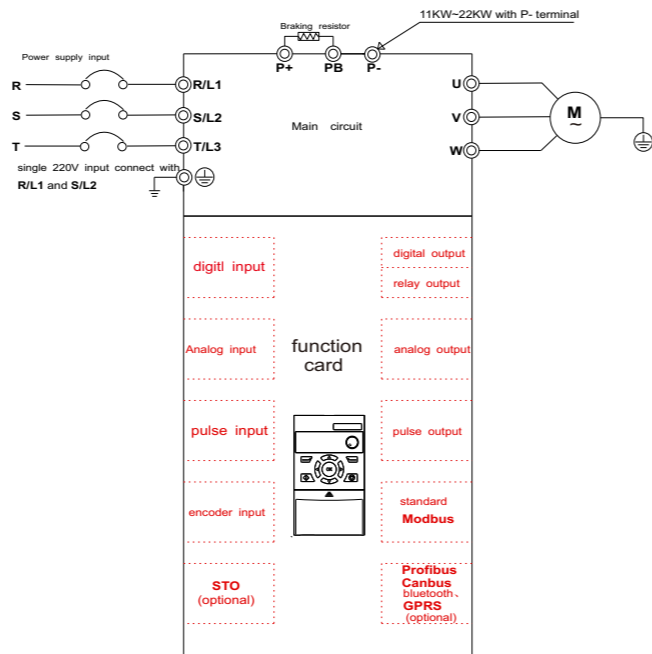 11KW~22KW with P- terminal
Braking resistor
Power supply input
P+ PB P-
R R/L1 U
S S/L2 V
Main circuit
M
~
T T/L3 W
single 220V input connect with
R/L1 and S/L2
digitl input
digital output
relay output
Analog input
function
card
analog output
pulse input
pulse output
OK
encoder input
standard
Modbus
STO
(optional)
Profibus
Canbus
bluetooth、
GPRS
(optional)